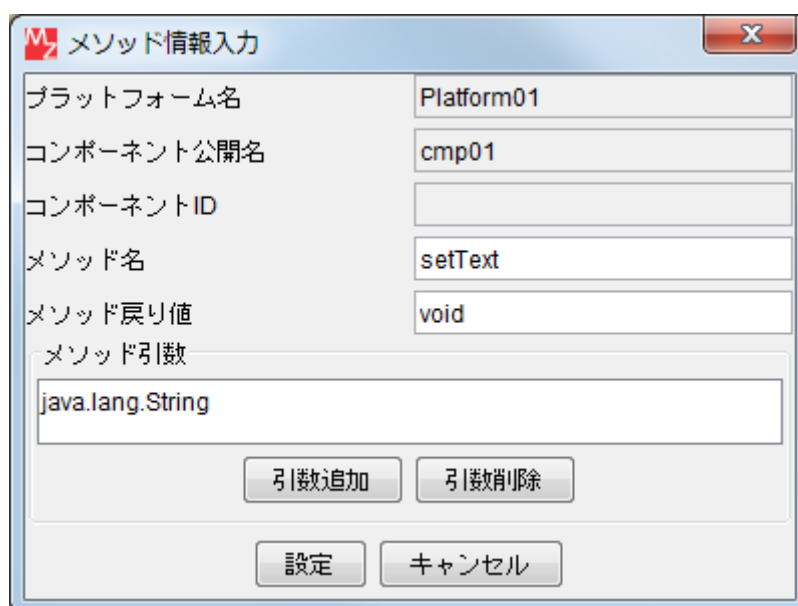 メソッド情報入力
プラットフォーム名 Platform01
コンポーネント公開名 cmp01
コンポーネントID
メソッド名 setText
メソッド戻り値 void
メソッド引数
java.lang.String
引数追加 引数削除
設定 キャンセル